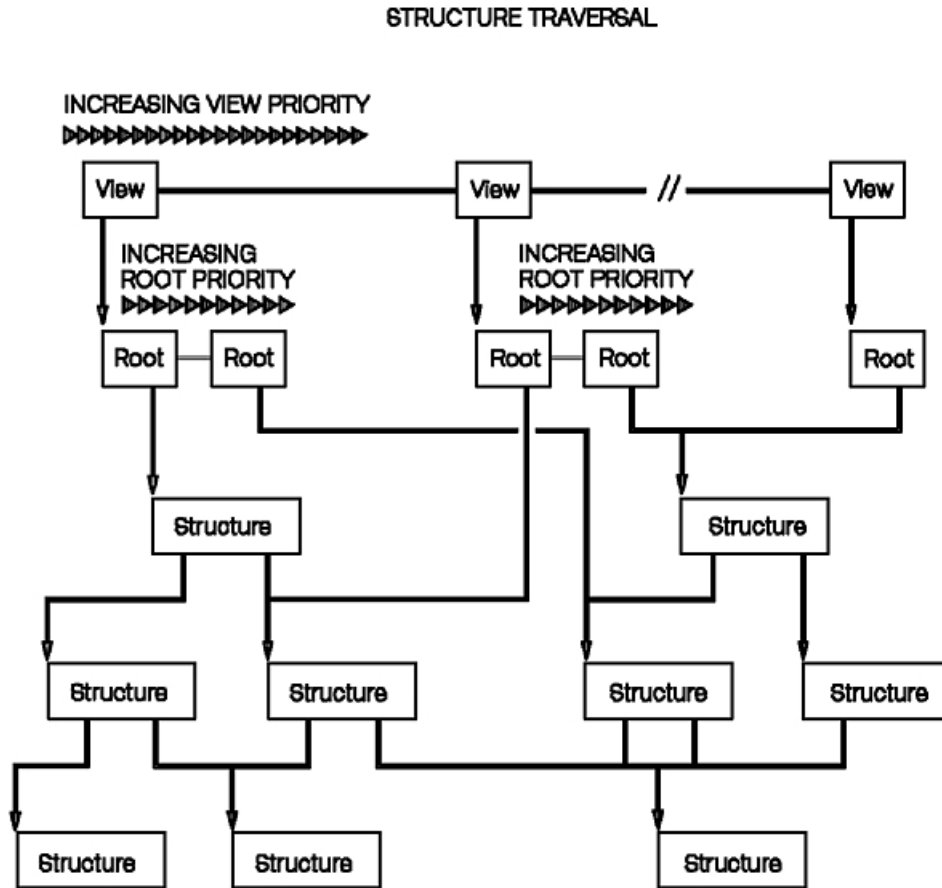 STRUCTURE TRAVERSAL
INCREASING VIEW PRIORITY
View
View
//
View
INCREASING
ROOT PRIORITY
INCREASING
ROOT PRIORITY
Root
Root
Root
Root
Root
Structure
Structure
Structure
Structure
Structure
Structure
Structure
Structure
Structure